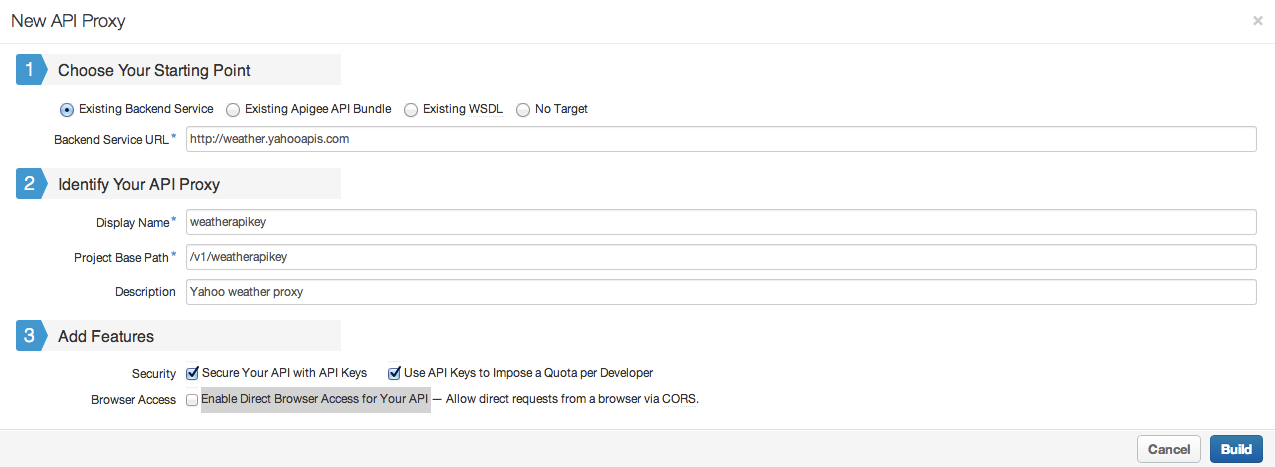 New API Proxy ×
1 Choose Your Starting Point
Existing Backend Service Existing Apigee API Bundle Existing WSDL No Target
Backend Service URL * http://weather.yahooapis.com
2 Identify Your API Proxy
Display Name * weatherapikey
Project Base Path * /v1/weatherapikey
Description Yahoo weather proxy
3 Add Features
Security Secure Your API with API Keys Use API Keys to Impose a Quota per Developer
Browser Access Enable Direct Browser Access for Your API — Allow direct requests from a browser via CORS.
Cancel Build